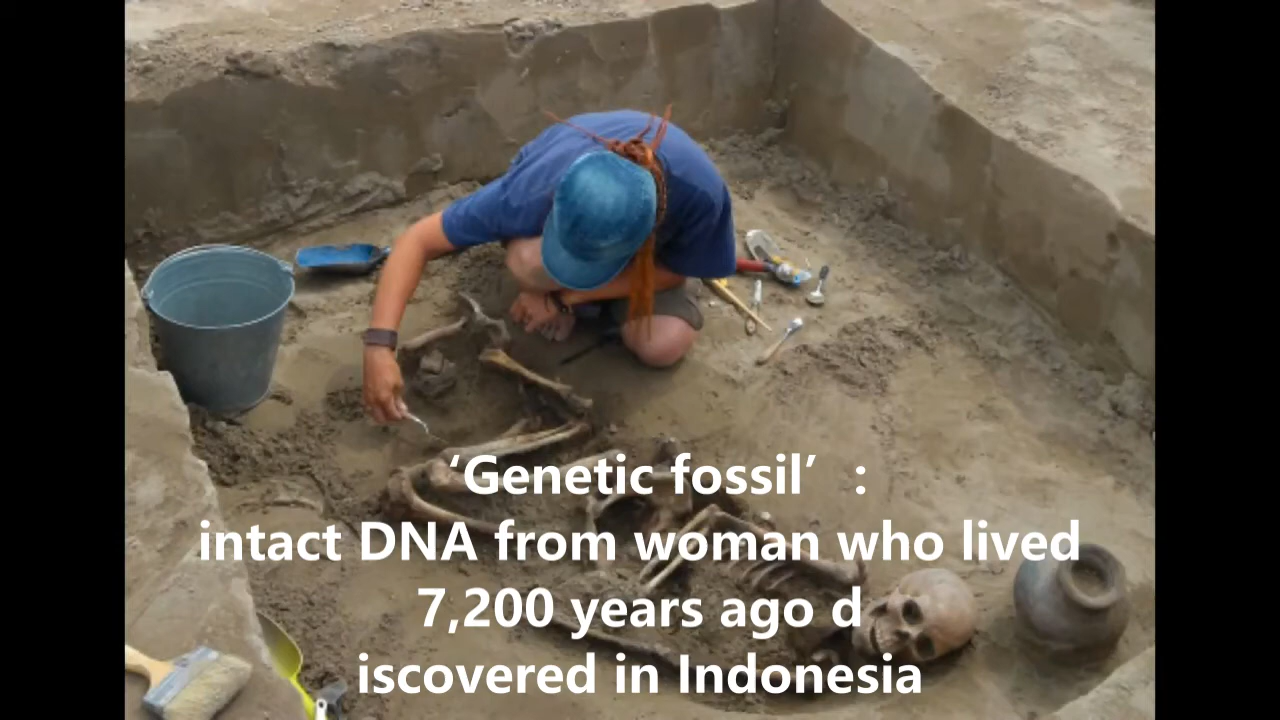 ‘Genetic fossil’ :
intact DNA from woman who lived
7,200 years ago d
iscovered in Indonesia